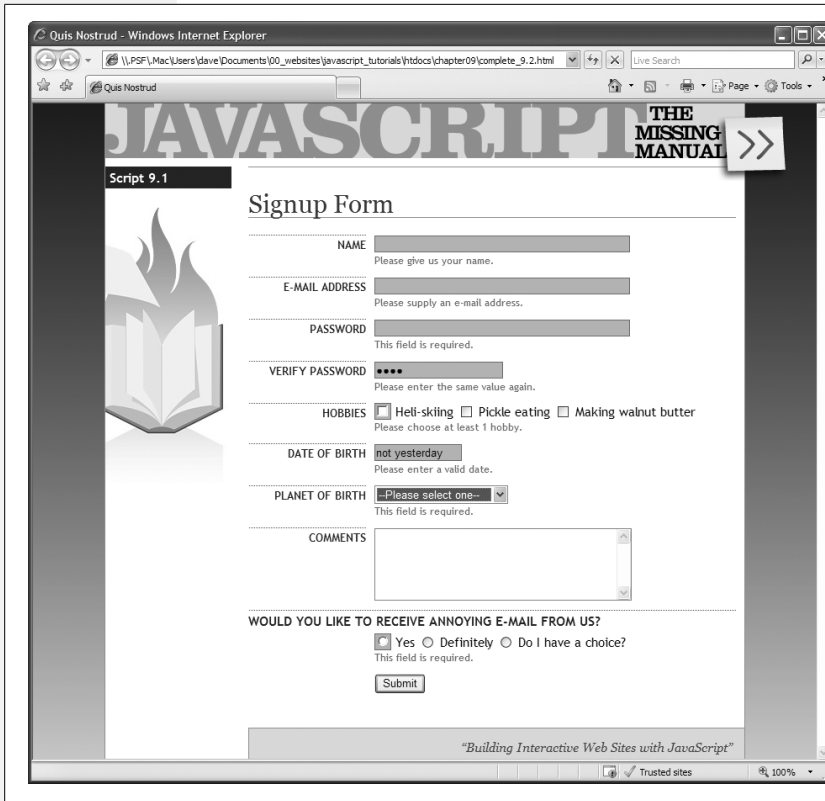 Quis Nostrud - Windows Internet Explorer
\\.PSF\.Mac\Users\dave\Documents\00_websites\javascript_tutorials\htdocs\chapter09\complete_9.2.html
Live Search
Quis Nostrud
Page
Tools
JAVASCRIPT
THE
MISSING
MANUAL
Script 9.1
Signup Form
NAME
Please give us your name.
E-MAIL ADDRESS
Please supply an e-mail address.
PASSWORD
This field is required.
VERIFY PASSWORD ••••
Please enter the same value again.
HOBBIES Heli-skiing Pickle eating Making walnut butter
Please choose at least 1 hobby.
DATE OF BIRTH not yesterday
Please enter a valid date.
PLANET OF BIRTH --Please select one--
This field is required.
COMMENTS
WOULD YOU LIKE TO RECEIVE ANNOYING E-MAIL FROM US?
Yes Definitely Do I have a choice?
This field is required.
Submit
“Building Interactive Web Sites with JavaScript”
Trusted sites
100%